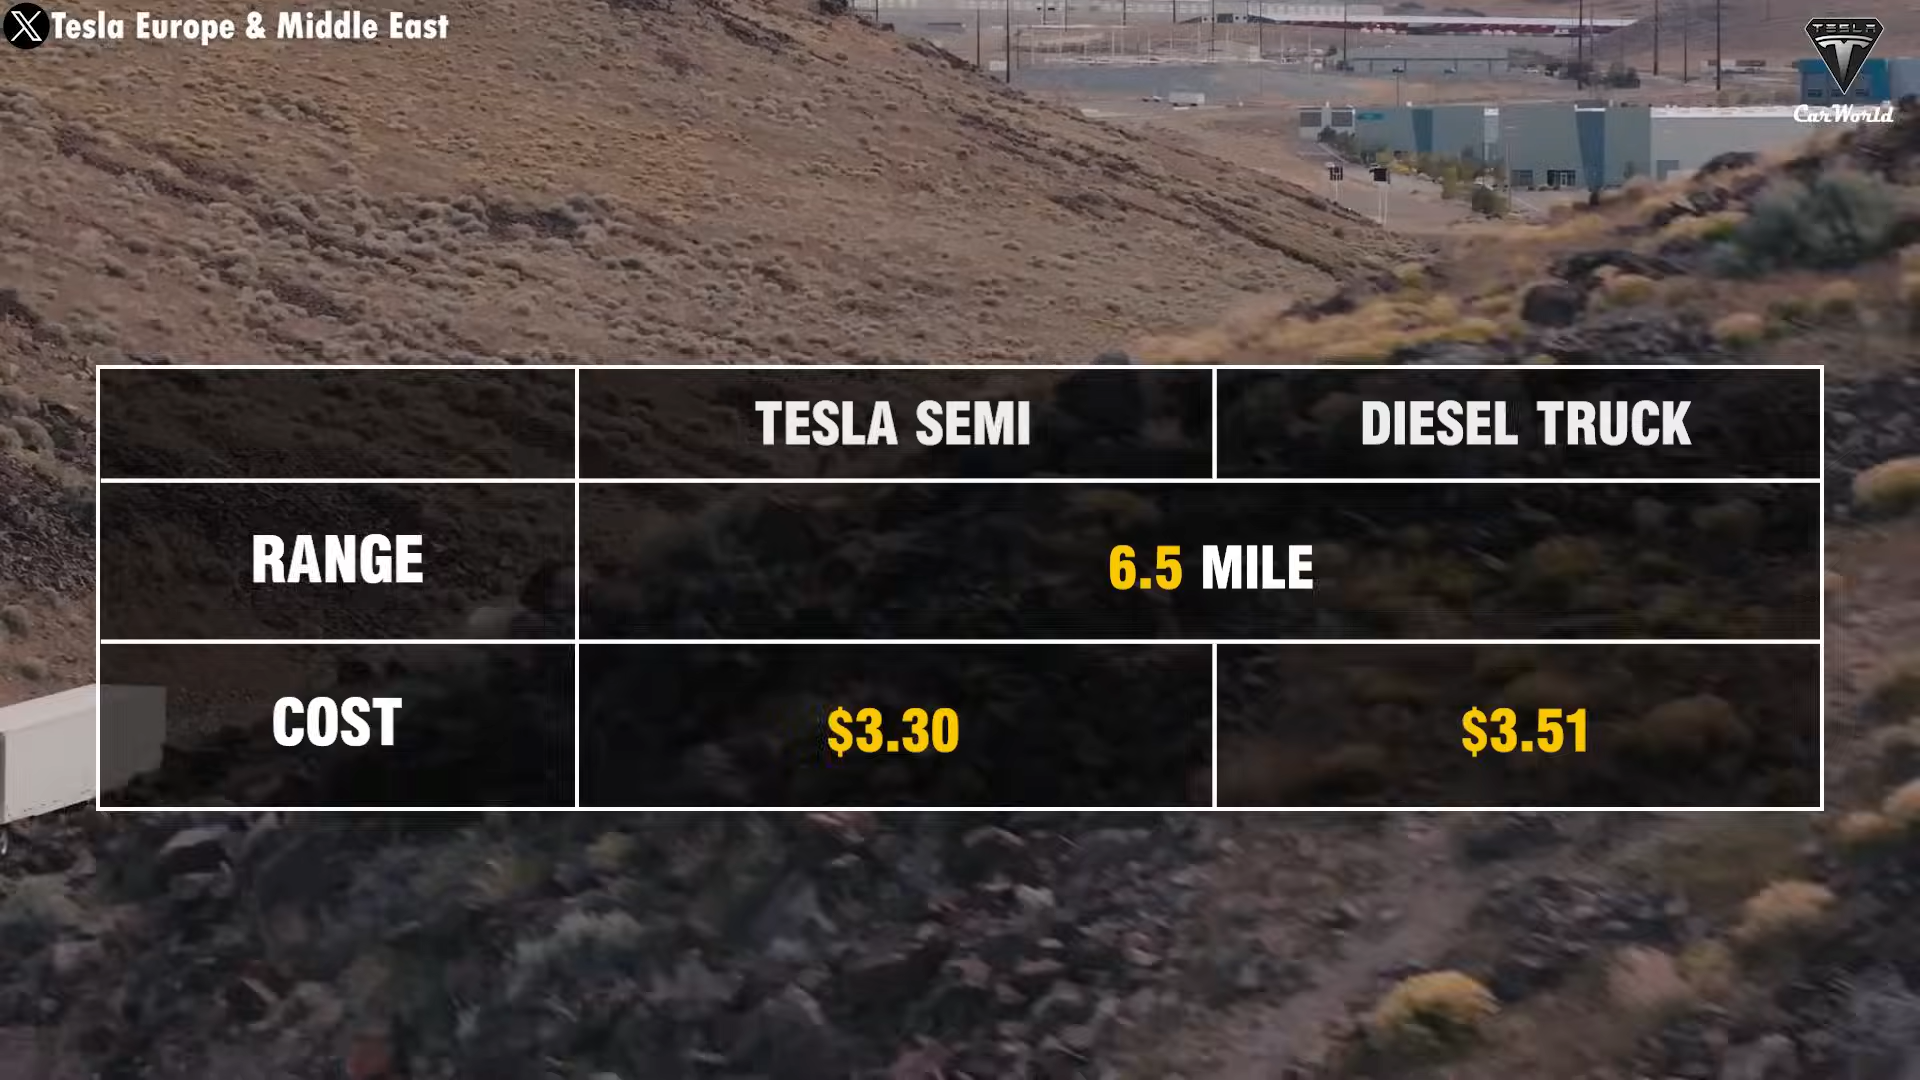 Tesla Europe & Middle East
TESLA
CarWorld
TESLA SEMI
DIESEL TRUCK
RANGE
6.5 MILE
COST
$3.30
$3.51